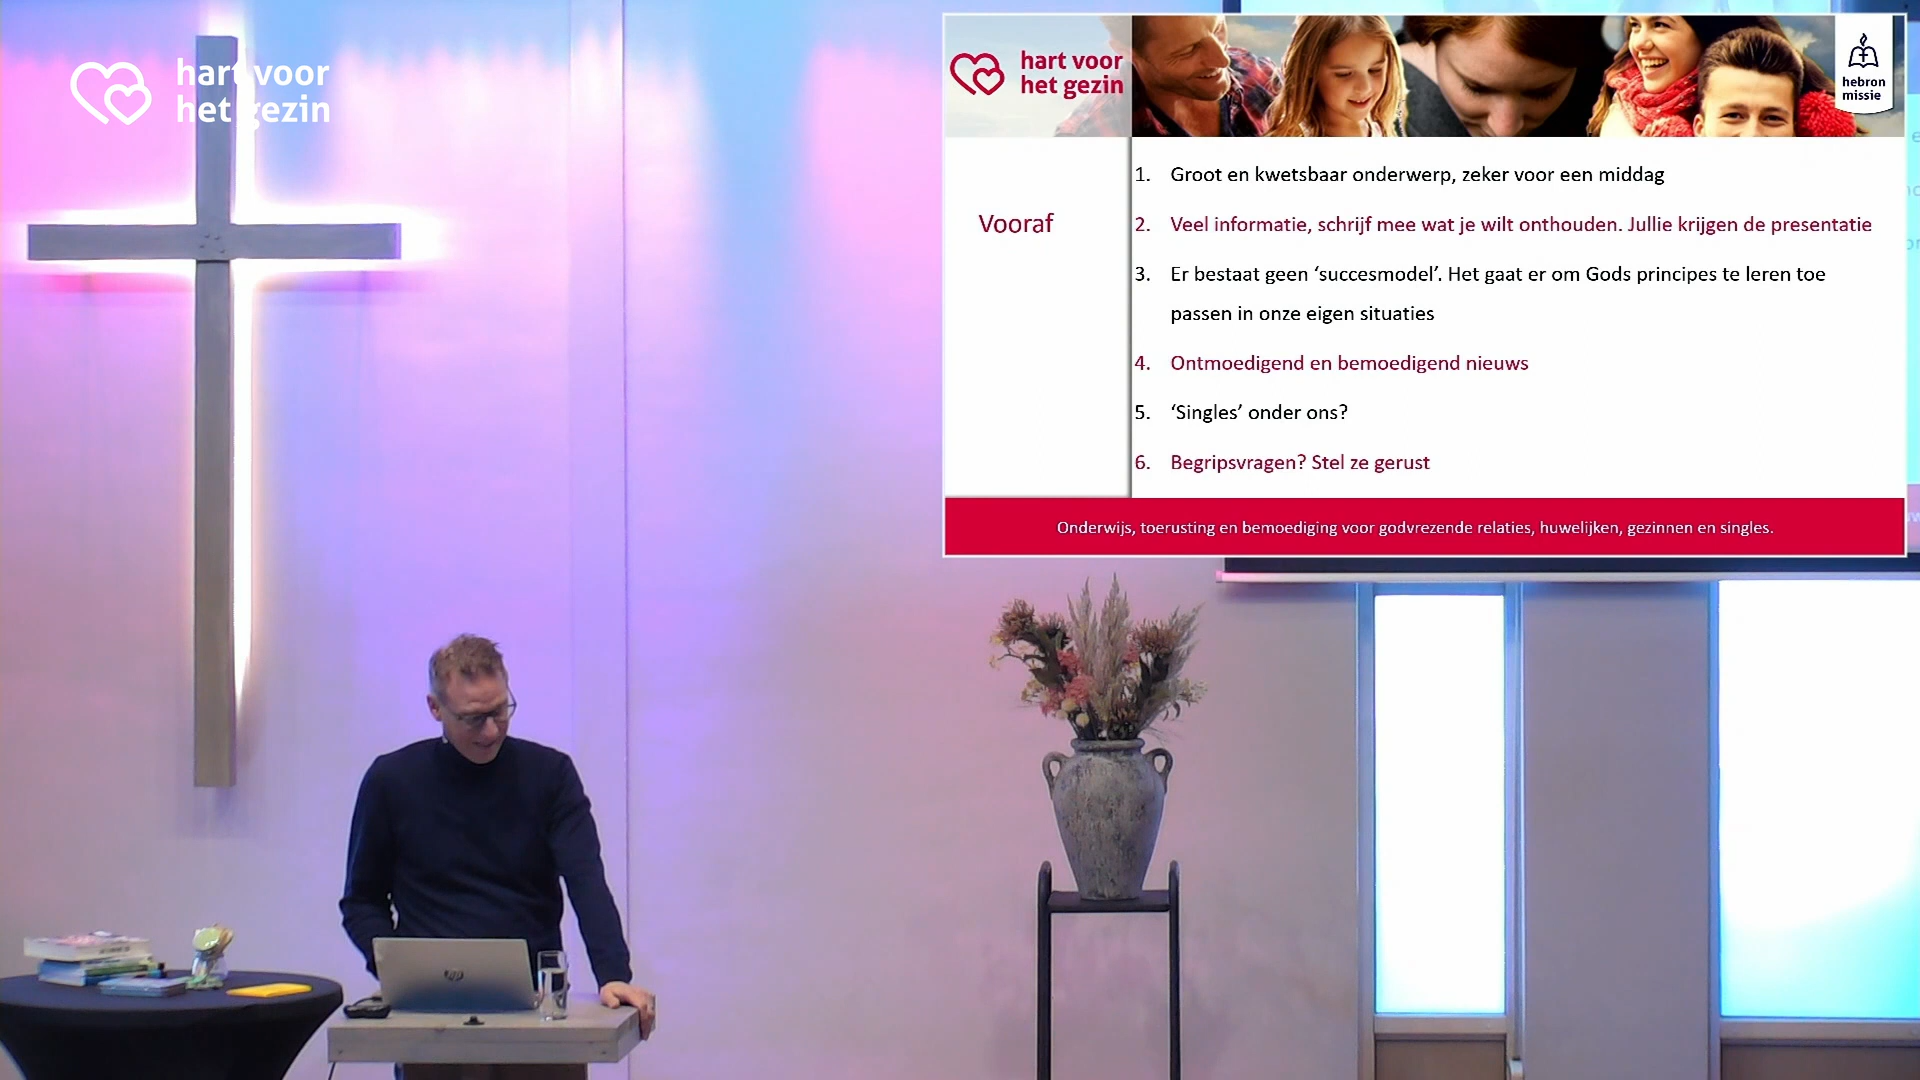 hart voor
het gezin
hart voor
het gezin
hebron
missie
Vooraf
1. Groot en kwetsbaar onderwerp, zeker voor een middag
2. Veel informatie, schrijf mee wat je wilt onthouden. Jullie krijgen de presentatie
3. Er bestaat geen ‘succesmodel’. Het gaat er om Gods principes te leren toe
passen in onze eigen situaties
4. Ontmoedigend en bemoedigend nieuws
5. ‘Singles’ onder ons?
6. Begripsvragen? Stel ze gerust
Onderwijs, toerusting en bemoediging voor godvrezende relaties, huwelijken, gezinnen en singles.
hp